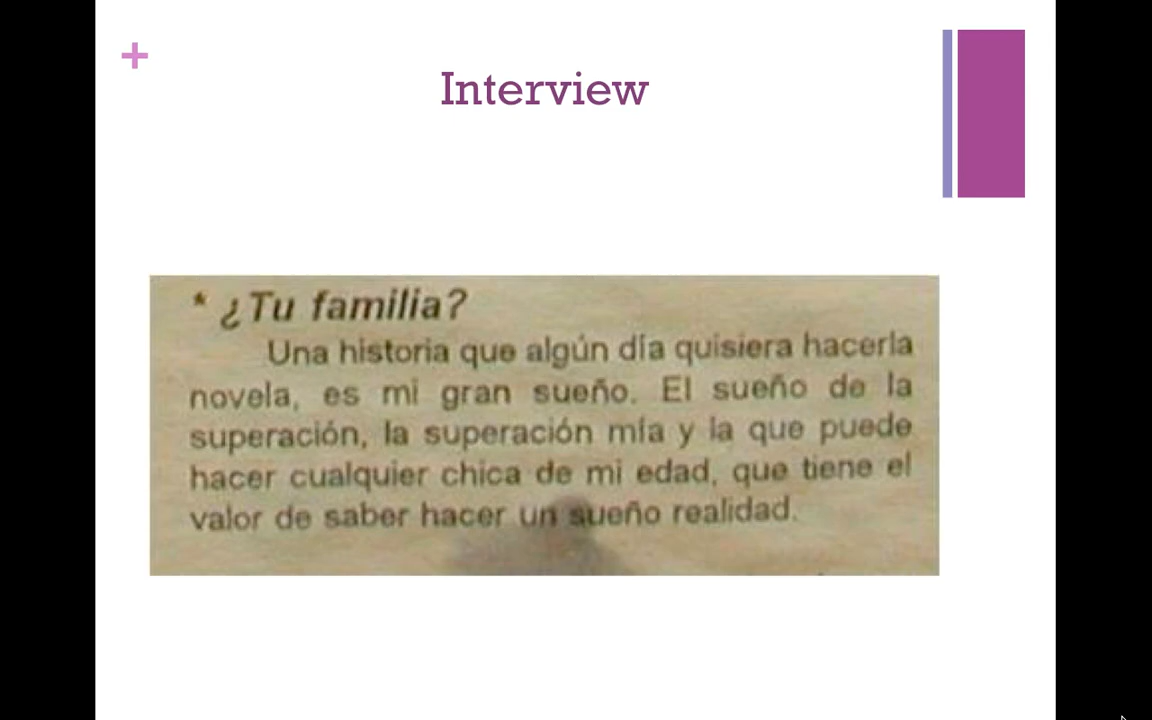 +
Interview
* ¿Tu familia?
Una historia que algún día quisiera hacerla
novela, es mi gran sueño. El sueño de la
superación, la superación mía y la que puede
hacer cualquier chica de mi edad, que tiene el
valor de saber hacer un sueño realidad.